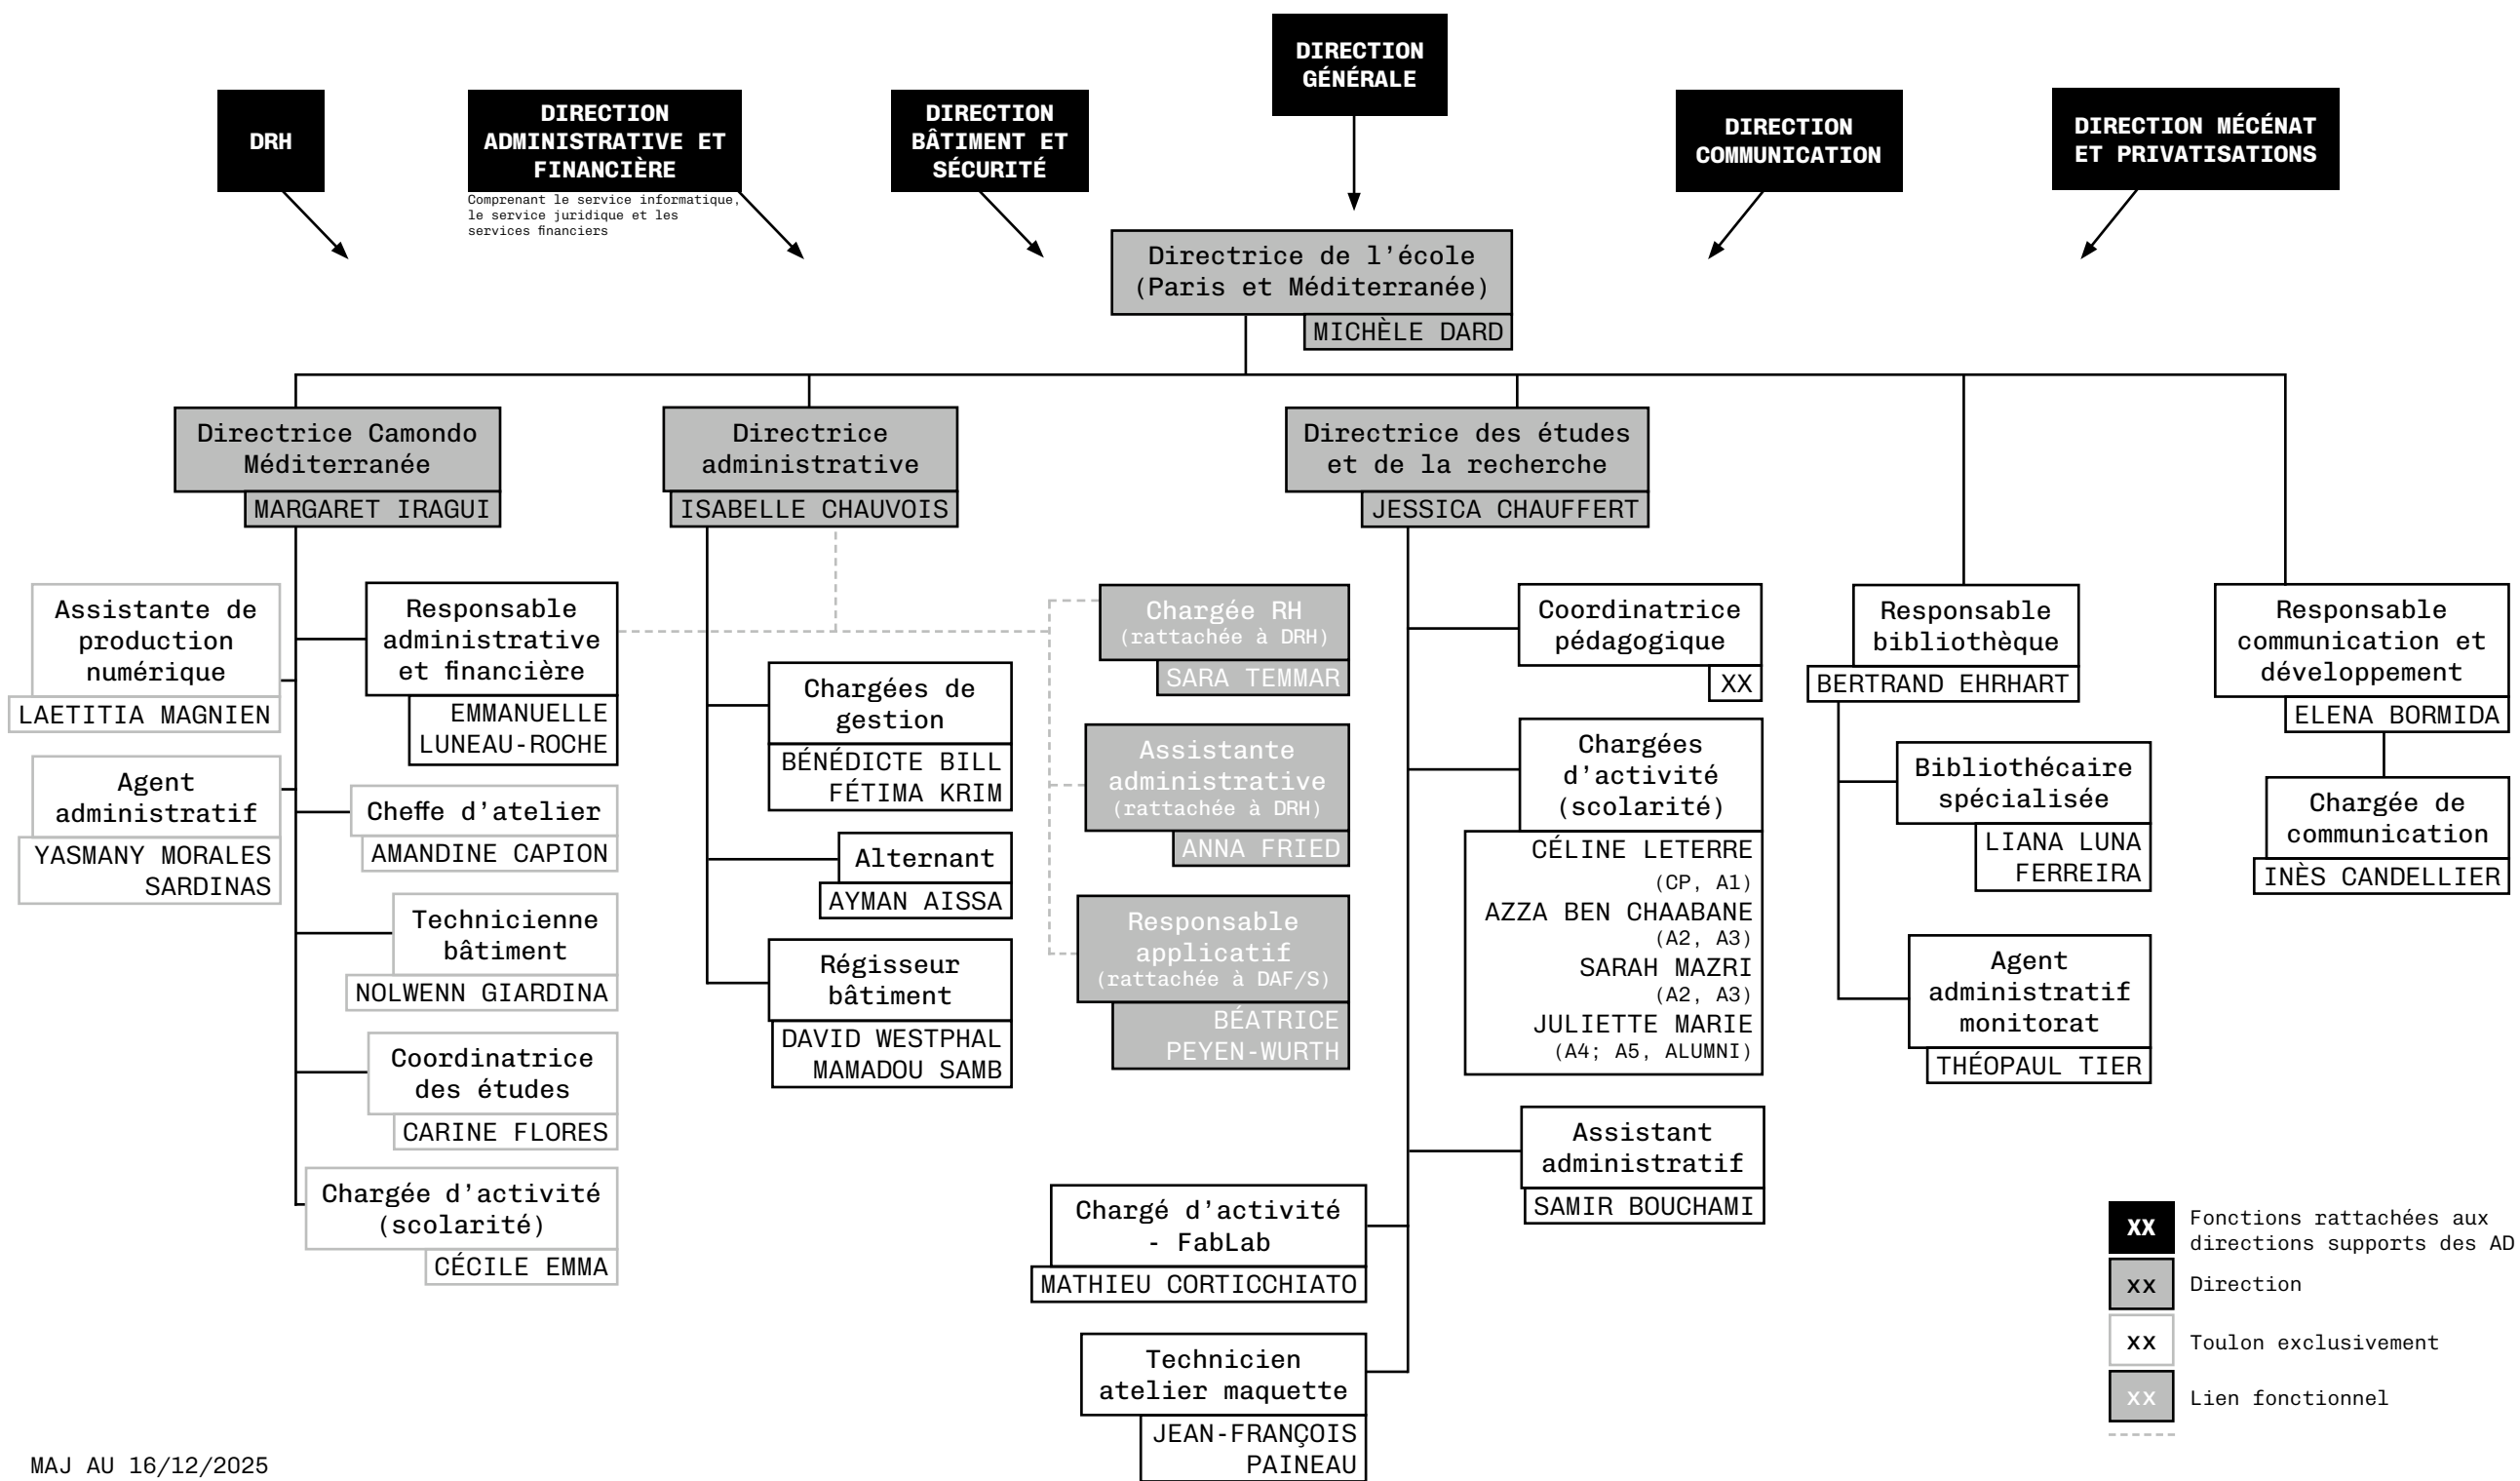 DIRECTION
GÉNÉRALE
DRH
DIRECTION
ADMINISTRATIVE ET
FINANCIÈRE
Comprenant le service informatique,
le service juridique et les
services financiers
DIRECTION
BÂTIMENT ET
SÉCURITÉ
DIRECTION
COMMUNICATION
DIRECTION MÉCÉNAT
ET PRIVATISATIONS
Directrice de l'école
(Paris et Méditerranée)
MICHÈLE DARD
Directrice Camondo
Méditerranée
MARGARET IRAGUI
Assistante de
production
numérique
LAETITIA MAGNIEN
Agent
administratif
YASMANY MORALES
SARDINAS
Responsable
administrative
et financière
EMMANUELLE
LUNEAU-ROCHE
Cheffe d'atelier
AMANDINE CAPION
Technicienne
bâtiment
NOLWENN GIARDINA
Coordinatrice
des études
CARINE FLORES
Chargée d'activité
(scolarité)
CÉCILE EMMA
Directrice
administrative
ISABELLE CHAUVOIS
Chargées de
gestion
BÉNÉDICTE BILL
FÉTIMA KRIM
Alternant
AYMAN AISSA
Régisseur
bâtiment
DAVID WESTPHAL
MAMADOU SAMB
Chargée RH
(rattachée à DRH)
SARA TEMMAR
Assistante
administrative
(rattachée à DRH)
ANNA FRIED
Responsable
applicatif
(rattachée à DAF/S)
BÉATRICE
PEYEN-WURTH
Directrice des études
et de la recherche
JESSICA CHAUFFERT
Coordinatrice
pédagogique
XX
Chargées
d'activité
(scolarité)
CÉLINE LETERRE
(CP, A1)
AZZA BEN CHAABANE
(A2, A3)
SARAH MAZRI
(A2, A3)
JULIETTE MARIE
(A4; A5, ALUMNI)
Assistant
administratif
SAMIR BOUCHAMI
Chargé d'activité
- FabLab
MATHIEU CORTICCHIATO
Technicien
atelier maquette
JEAN-FRANÇOIS
PAINEAU
Responsable
bibliothèque
BERTRAND EHRHART
Bibliothécaire
spécialisée
LIANA LUNA
FERREIRA
Agent
administratif
monitorat
THÉOPAUL TIER
Responsable
communication et
développement
ELENA BORMIDA
Chargée de
communication
INÈS CANDELLIER
XX
Fonctions rattachées aux
directions supports des AD
xx
Direction
xx
Toulon exclusivement
xx
Lien fonctionnel
MAJ AU 16/12/2025